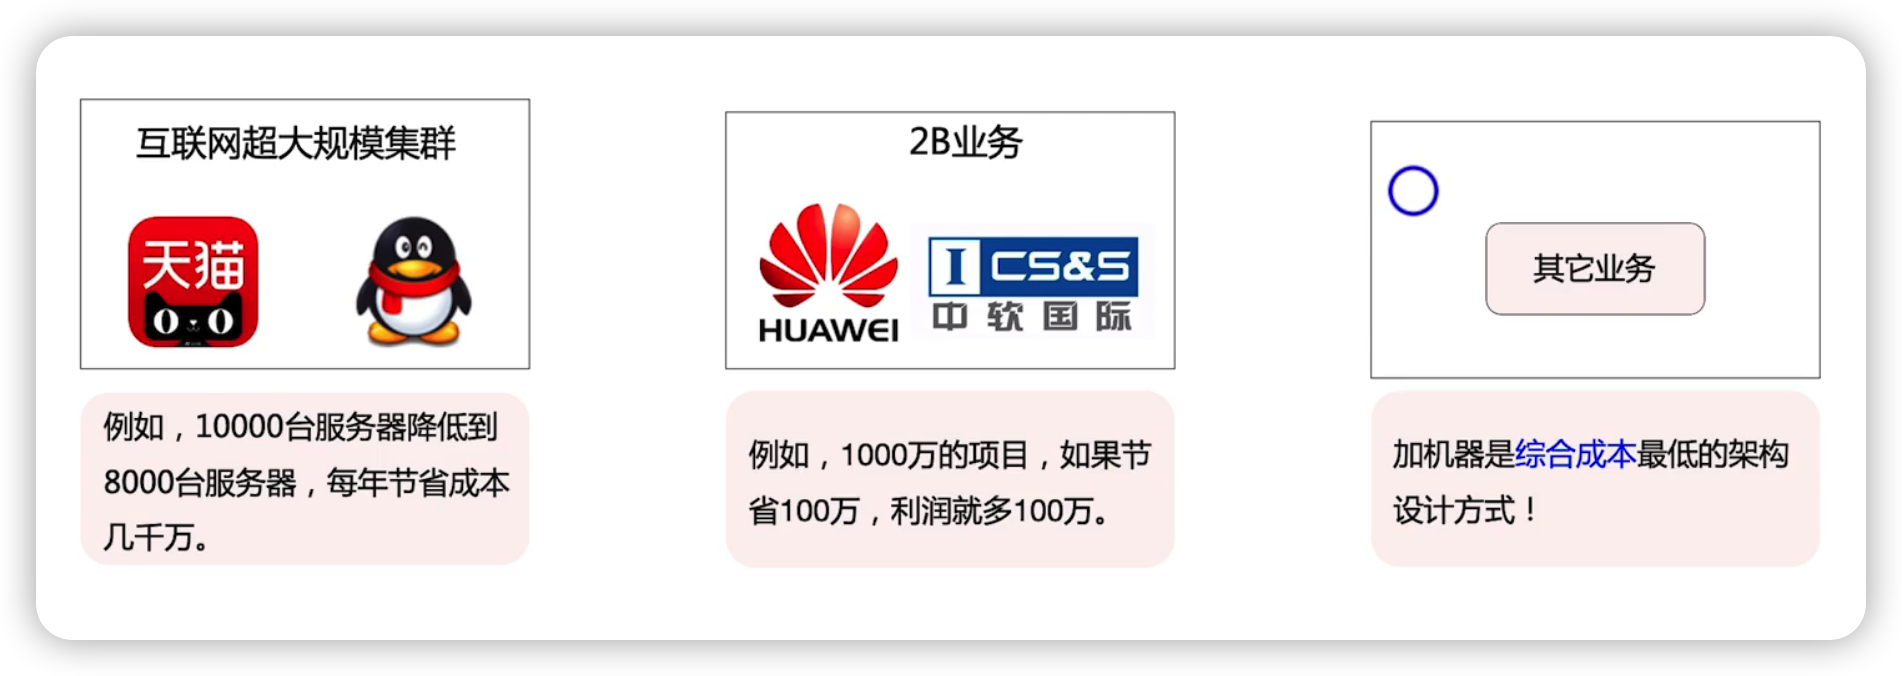 互联网超大规模集群
天猫
例如，10000台服务器降低到
8000台服务器，每年节省成本
几千万。
2B业务
HUAWEI
I CS&S
中软国际
例如，1000万的项目，如果节
省100万，利润就多100万。
其它业务
加机器是综合成本最低的架构
设计方式！